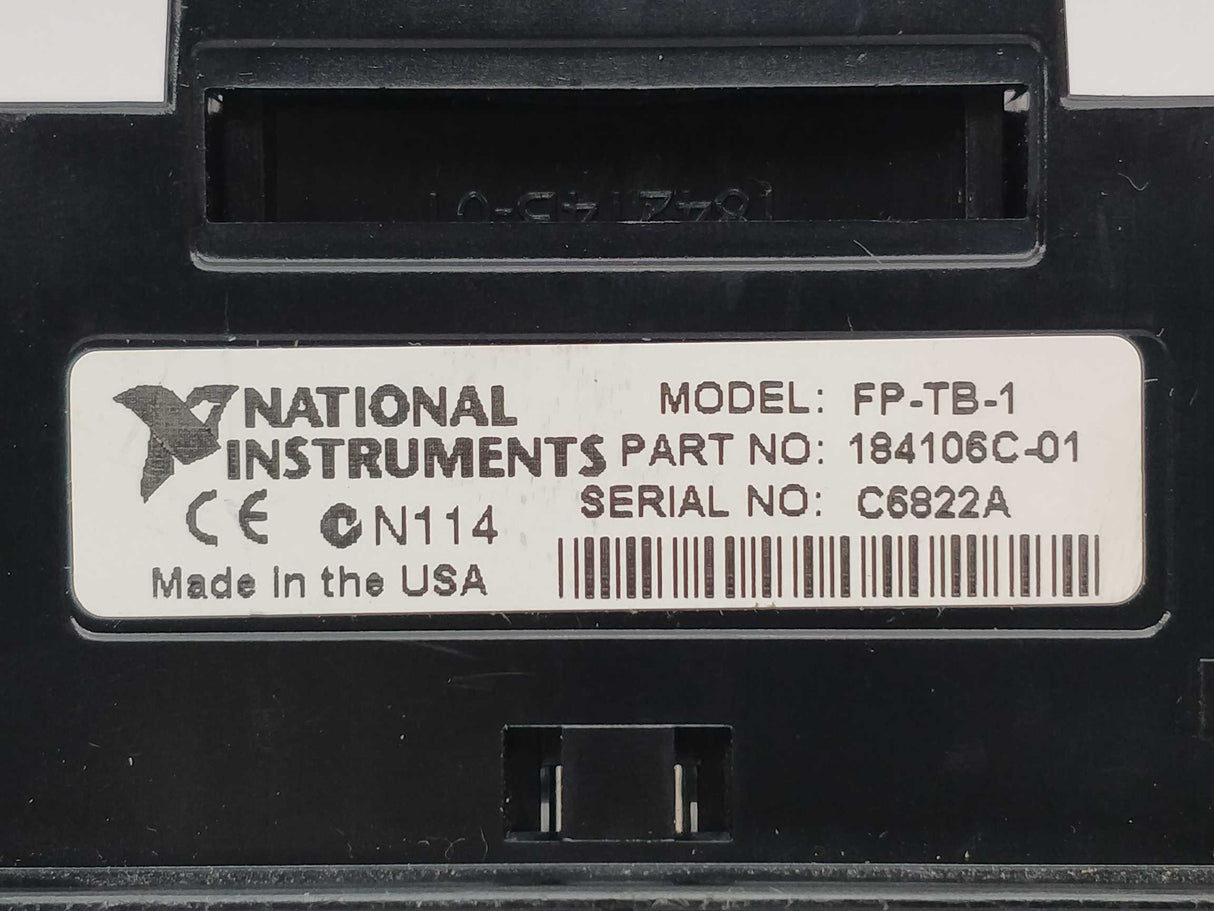 NATIONAL
INSTRUMENTS
MODEL: FP-TB-1
PART NO: 184106C-01
SERIAL NO: C6822A
CE N114
Made in the USA